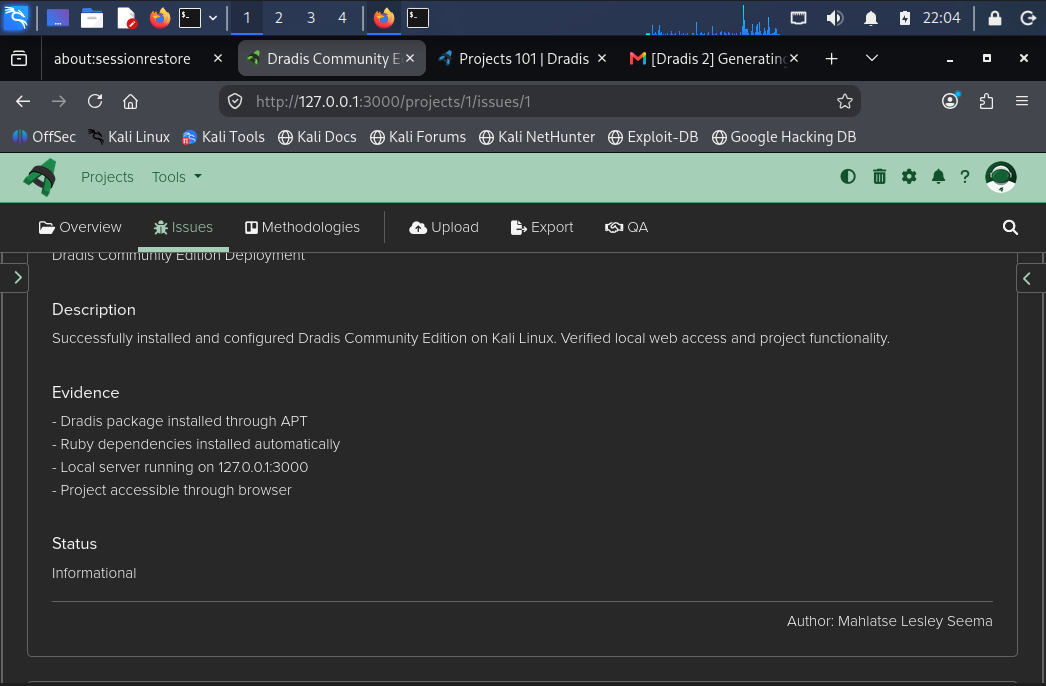 1 2 3 4 22:04
about:sessionrestore Dradis Community E Projects 101 | Dradis [Dradis 2] Generating
http://127.0.0.1:3000/projects/1/issues/1
OffSec Kali Linux Kali Tools Kali Docs Kali Forums Kali NetHunter Exploit-DB Google Hacking DB
Projects Tools ?
Overview Issues Methodologies Upload Export QA
Dradis Community Edition Deployment
Description
Successfully installed and configured Dradis Community Edition on Kali Linux. Verified local web access and project functionality.
Evidence
- Dradis package installed through APT
- Ruby dependencies installed automatically
- Local server running on 127.0.0.1:3000
- Project accessible through browser
Status
Informational
Author: Mahlatse Lesley Seema